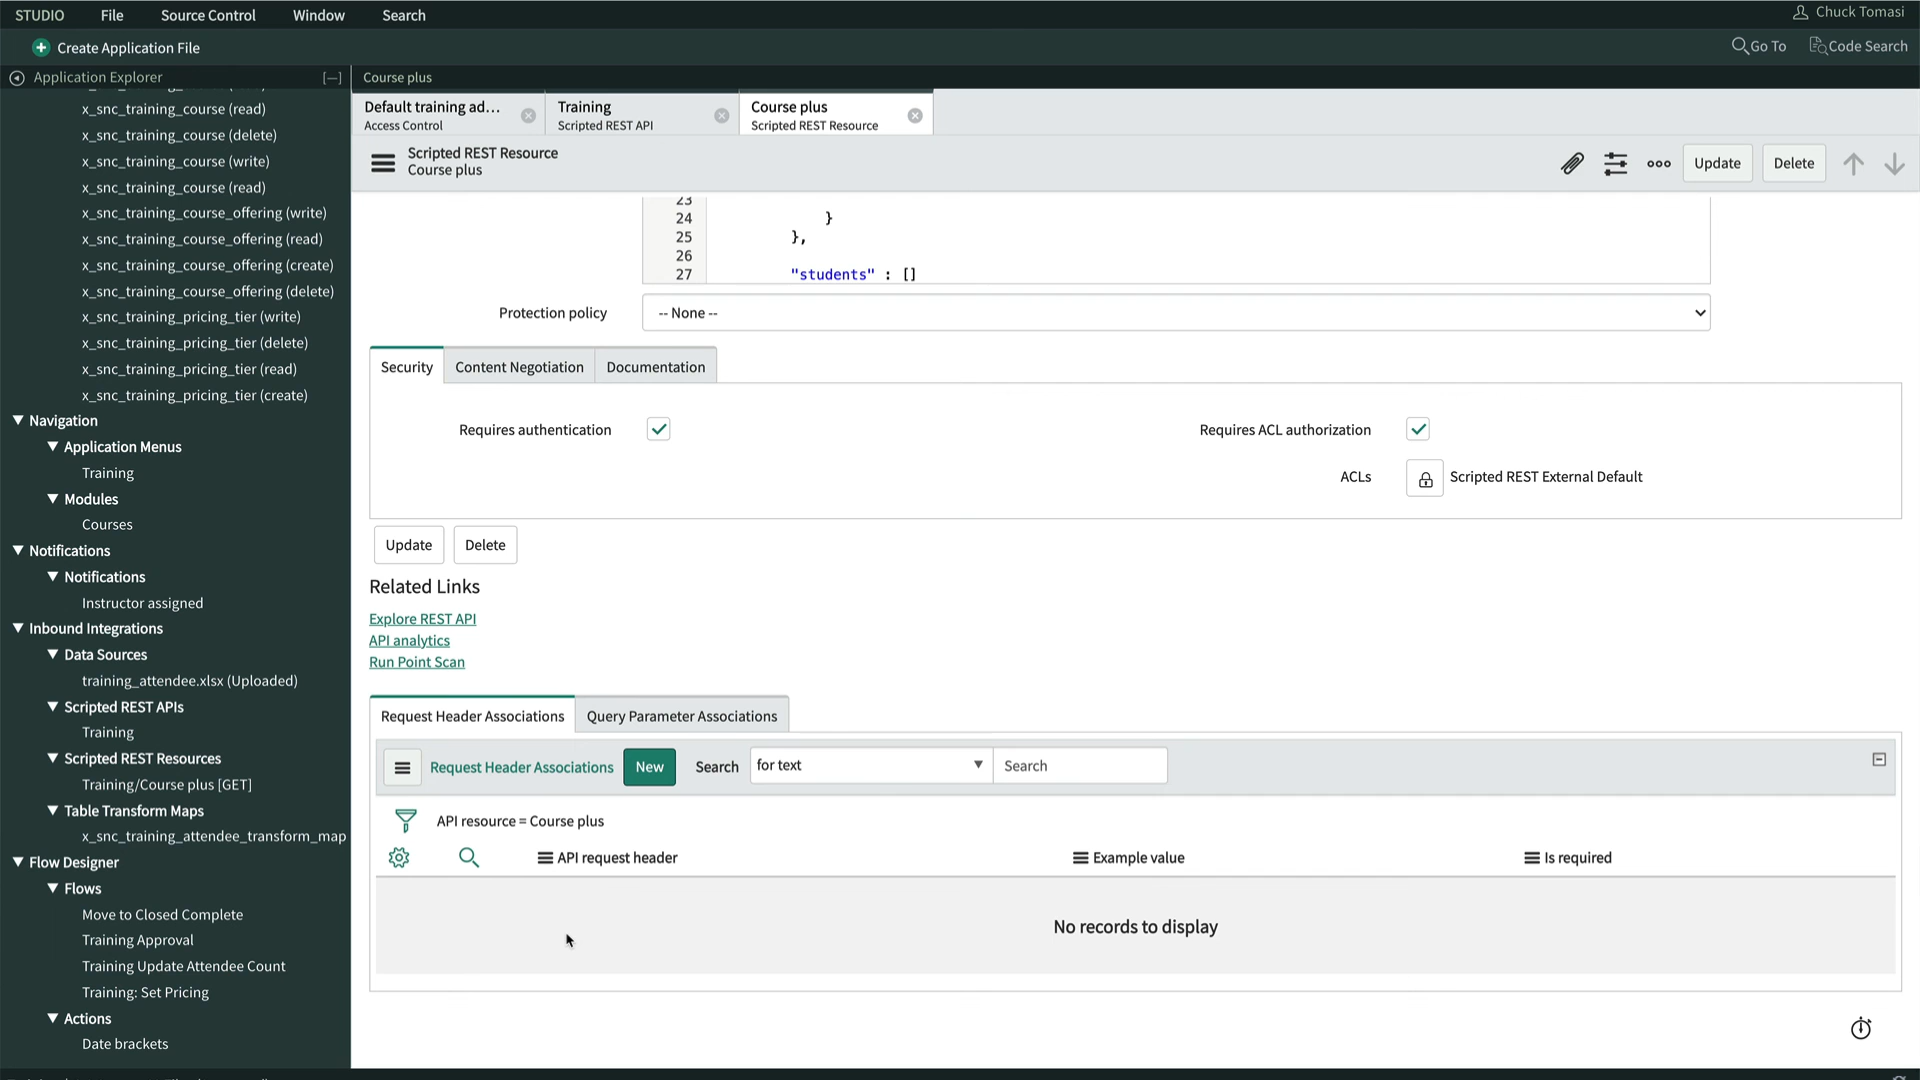 STUDIO File Source Control Window Search Chuck Tomasi
Create Application File Go To Code Search
Application Explorer [—] Course plus
x_snc_training_course (read)
x_snc_training_course (delete)
x_snc_training_course (write)
x_snc_training_course (read)
x_snc_training_course_offering (write)
x_snc_training_course_offering (read)
x_snc_training_course_offering (create)
x_snc_training_course_offering (delete)
x_snc_training_pricing_tier (write)
x_snc_training_pricing_tier (delete)
x_snc_training_pricing_tier (read)
x_snc_training_pricing_tier (create)
Navigation
Application Menus
Training
Modules
Courses
Notifications
Notifications
Instructor assigned
Inbound Integrations
Data Sources
training_attendee.xlsx (Uploaded)
Scripted REST APIs
Training
Scripted REST Resources
Training/Course plus [GET]
Table Transform Maps
x_snc_training_attendee_transform_map
Flow Designer
Flows
Move to Closed Complete
Training Approval
Training Update Attendee Count
Training: Set Pricing
Actions
Date brackets
Default training ad...
Access Control
Training
Scripted REST API
Course plus
Scripted REST Resource
Scripted REST Resource
Course plus
Update Delete
23
24 }
25 },
26
27 "students" : []
Protection policy -- None --
Security Content Negotiation Documentation
Requires authentication Requires ACL authorization
ACLs Scripted REST External Default
Update Delete
Related Links
Explore REST API
API analytics
Run Point Scan
Request Header Associations Query Parameter Associations
Request Header Associations New Search for text Search
API resource = Course plus
API request header Example value Is required
No records to display